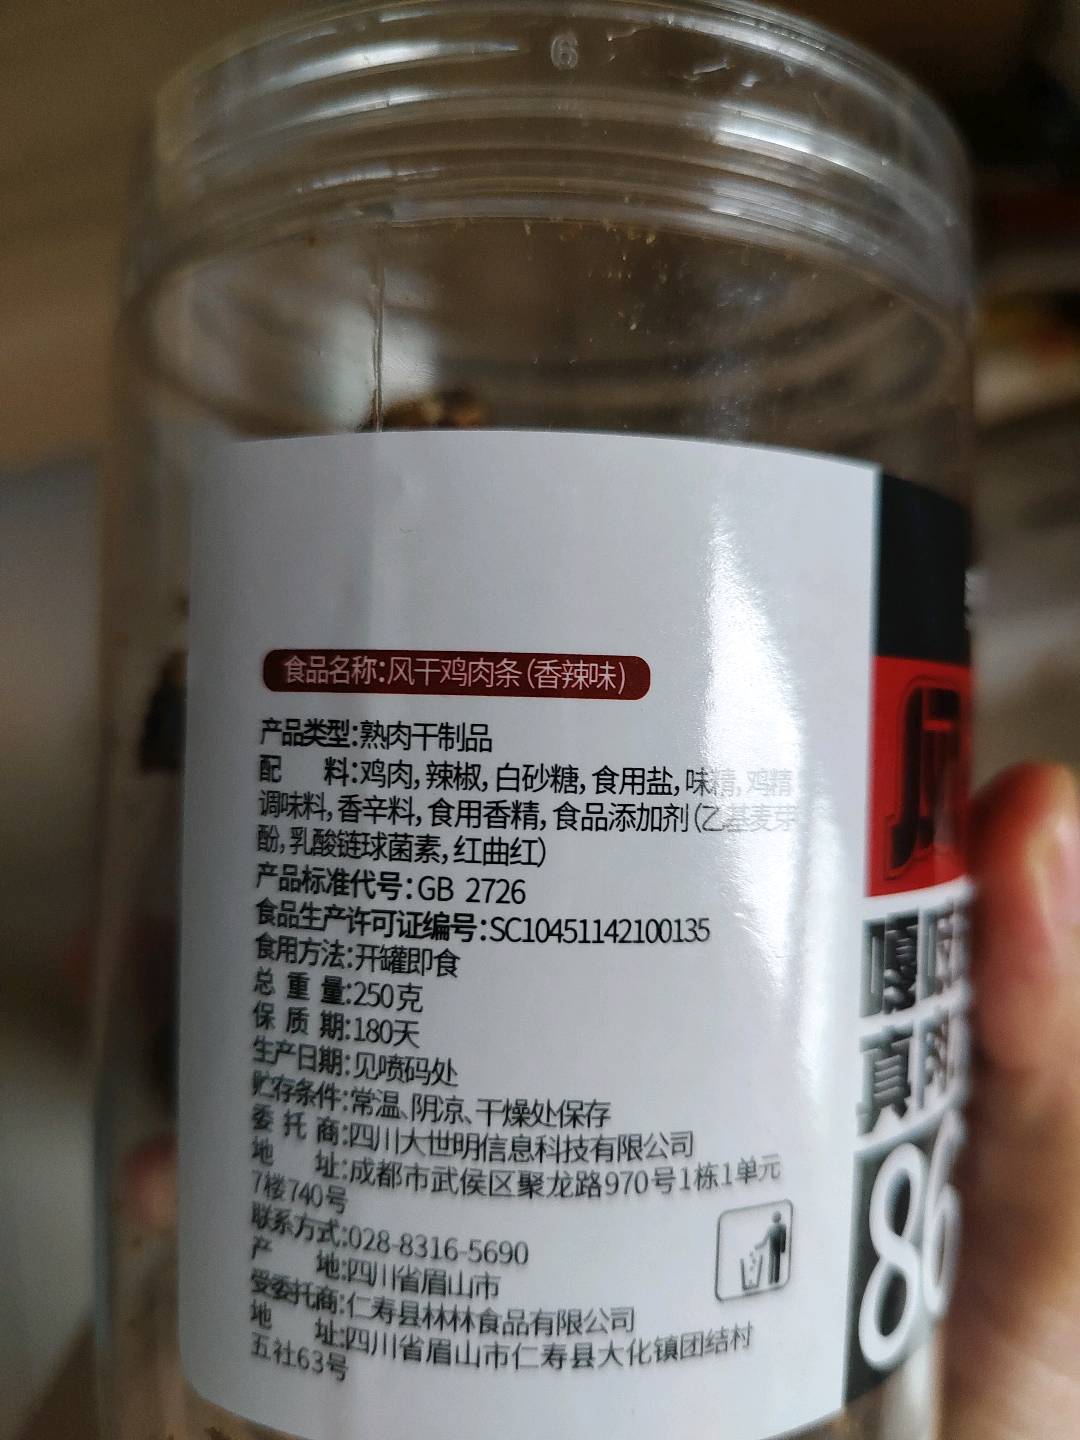 6
食品名称:风干鸡肉条(香辣味)
产品类型:熟肉干制品
配 料:鸡肉,辣椒,白砂糖,食用盐,味精,鸡精
调味料,香辛料,食用香精,食品添加剂(乙基麦芽
酚,乳酸链球菌素,红曲红)
产品标准代号:GB 2726
食品生产许可证编号:SC10451142100135
食用方法:开罐即食
总 重 量:250克
保 质 期:180天
生产日期:见喷码处
贮存条件:常温、阴凉、干燥处保存
委 托 商:四川大世明信息科技有限公司
地 址:成都市武侯区聚龙路970号1栋1单元
7楼740号
联系方式:028-8316-5690
产 地:四川省眉山市
受委托商:仁寿县林林食品有限公司
地 址:四川省眉山市仁寿县大化镇团结村
五社63号
嘎
真
86